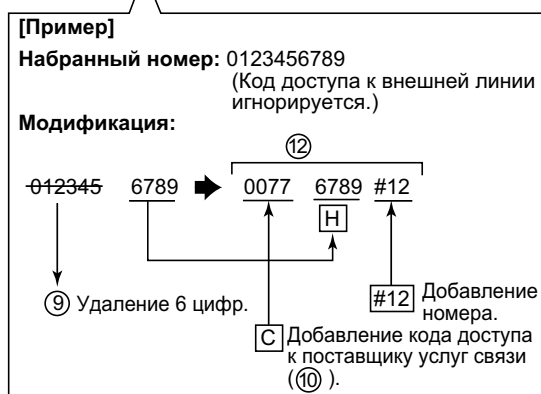 [Пример]
Набранный номер: 0123456789
(Код доступа к внешней линии
игнорируется.)
Модификация:
⑫
012345 6789 ➡ 0077 6789 #12
H
⑨ Удаление 6 цифр.
#12 Добавление
номера.
C Добавление кода доступа
к поставщику услуг связи
(⑩ ).